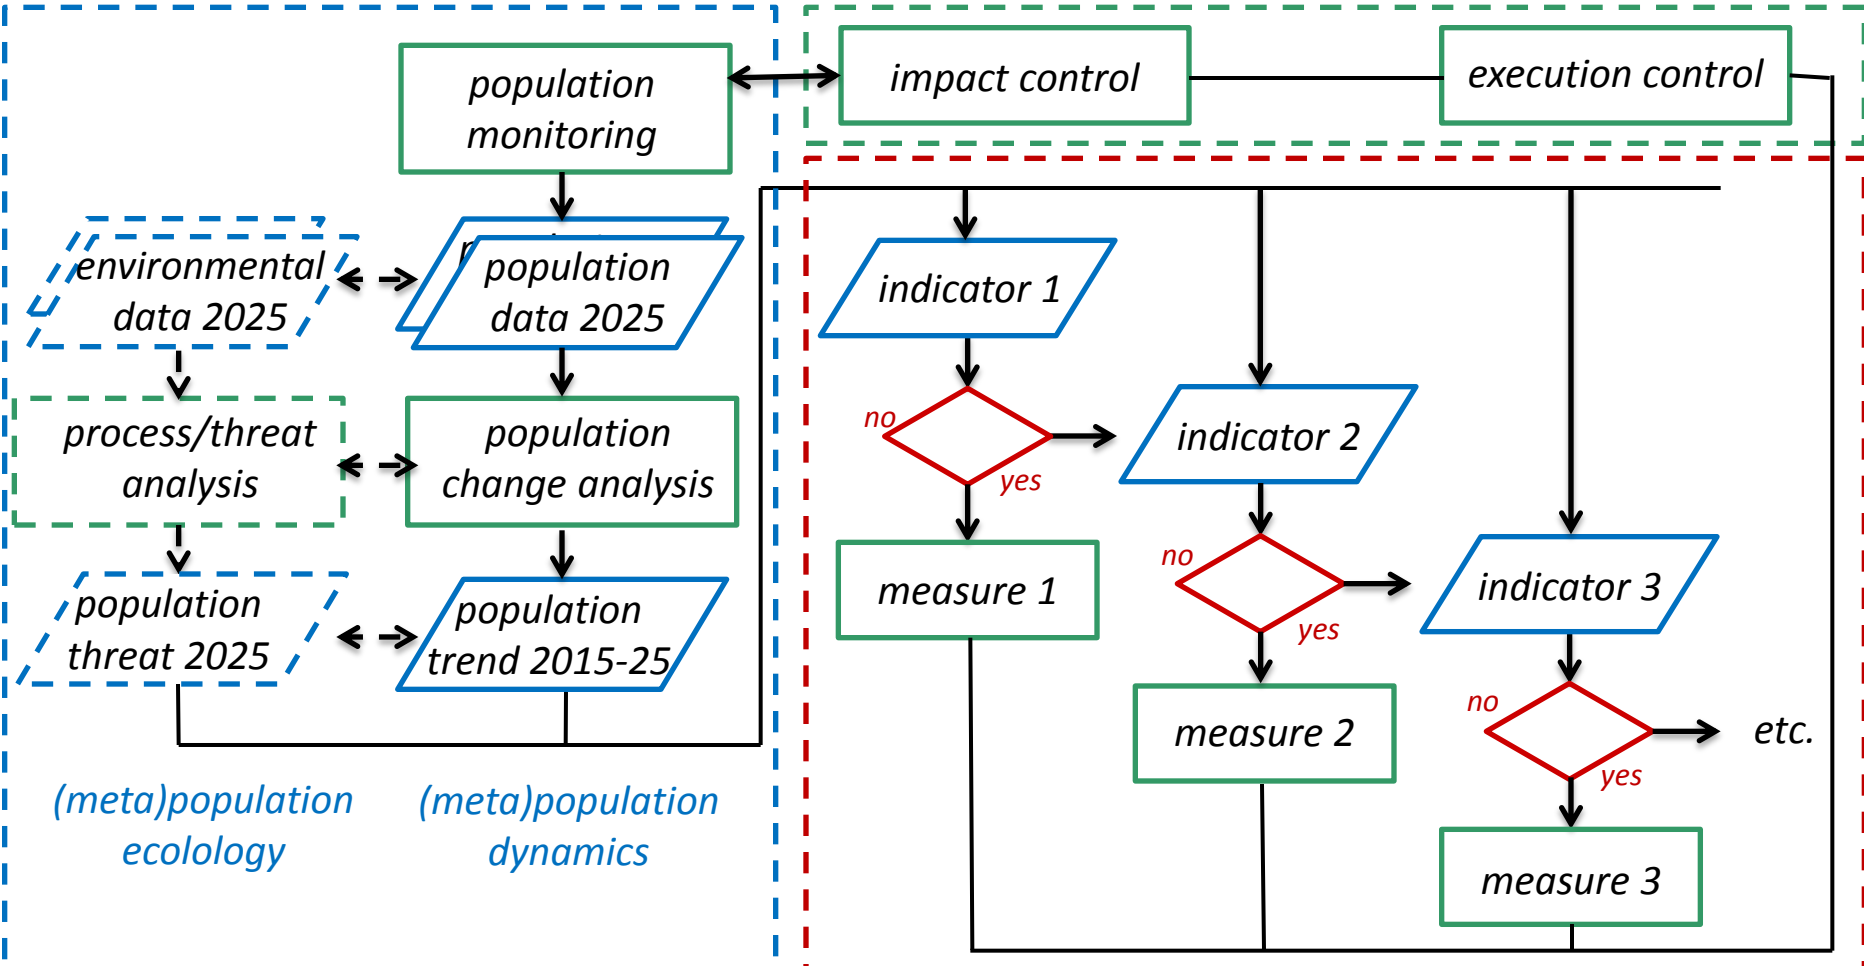 population
monitoring
impact control
execution control
environmental
data 2025
population
data 2025
process/threat
analysis
population
change analysis
population
threat 2025
population
trend 2015-25
(meta)population
ecolology
(meta)population
dynamics
indicator 1
no
yes
measure 1
indicator 2
no
yes
measure 2
indicator 3
no
yes
etc.
measure 3